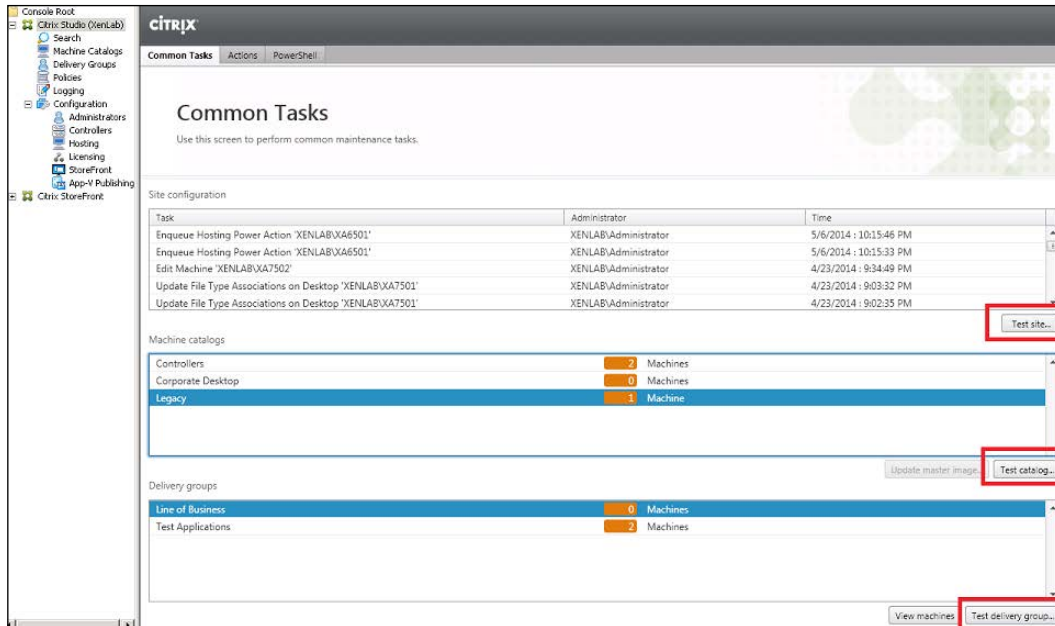 Console Root
Citrix Studio (XenLab)
Search
Machine Catalogs
Delivery Groups
Policies
Logging
Configuration
Administrators
Controllers
Hosting
Licensing
StoreFront
App-V Publishing
Citrix StoreFront
CİTRIX
Common Tasks Actions PowerShell
Common Tasks
Use this screen to perform common maintenance tasks.
Site configuration
Task Administrator Time
Enqueue Hosting Power Action 'XENLAB\XA6501' XENLAB\Administrator 5/6/2014 : 10:15:46 PM
Enqueue Hosting Power Action 'XENLAB\XA6501' XENLAB\Administrator 5/6/2014 : 10:15:33 PM
Edit Machine 'XENLAB\XA7502' XENLAB\Administrator 4/23/2014 : 9:34:49 PM
Update File Type Associations on Desktop 'XENLAB\XA7501' XENLAB\Administrator 4/23/2014 : 9:03:32 PM
Update File Type Associations on Desktop 'XENLAB\XA7501' XENLAB\Administrator 4/23/2014 : 9:02:35 PM
Test site...
Machine catalogs
Controllers 2 Machines
Corporate Desktop 0 Machines
Legacy 1 Machine
Update master image... Test catalog...
Delivery groups
Line of Business 0 Machines
Test Applications 2 Machines
View machines Test delivery group...